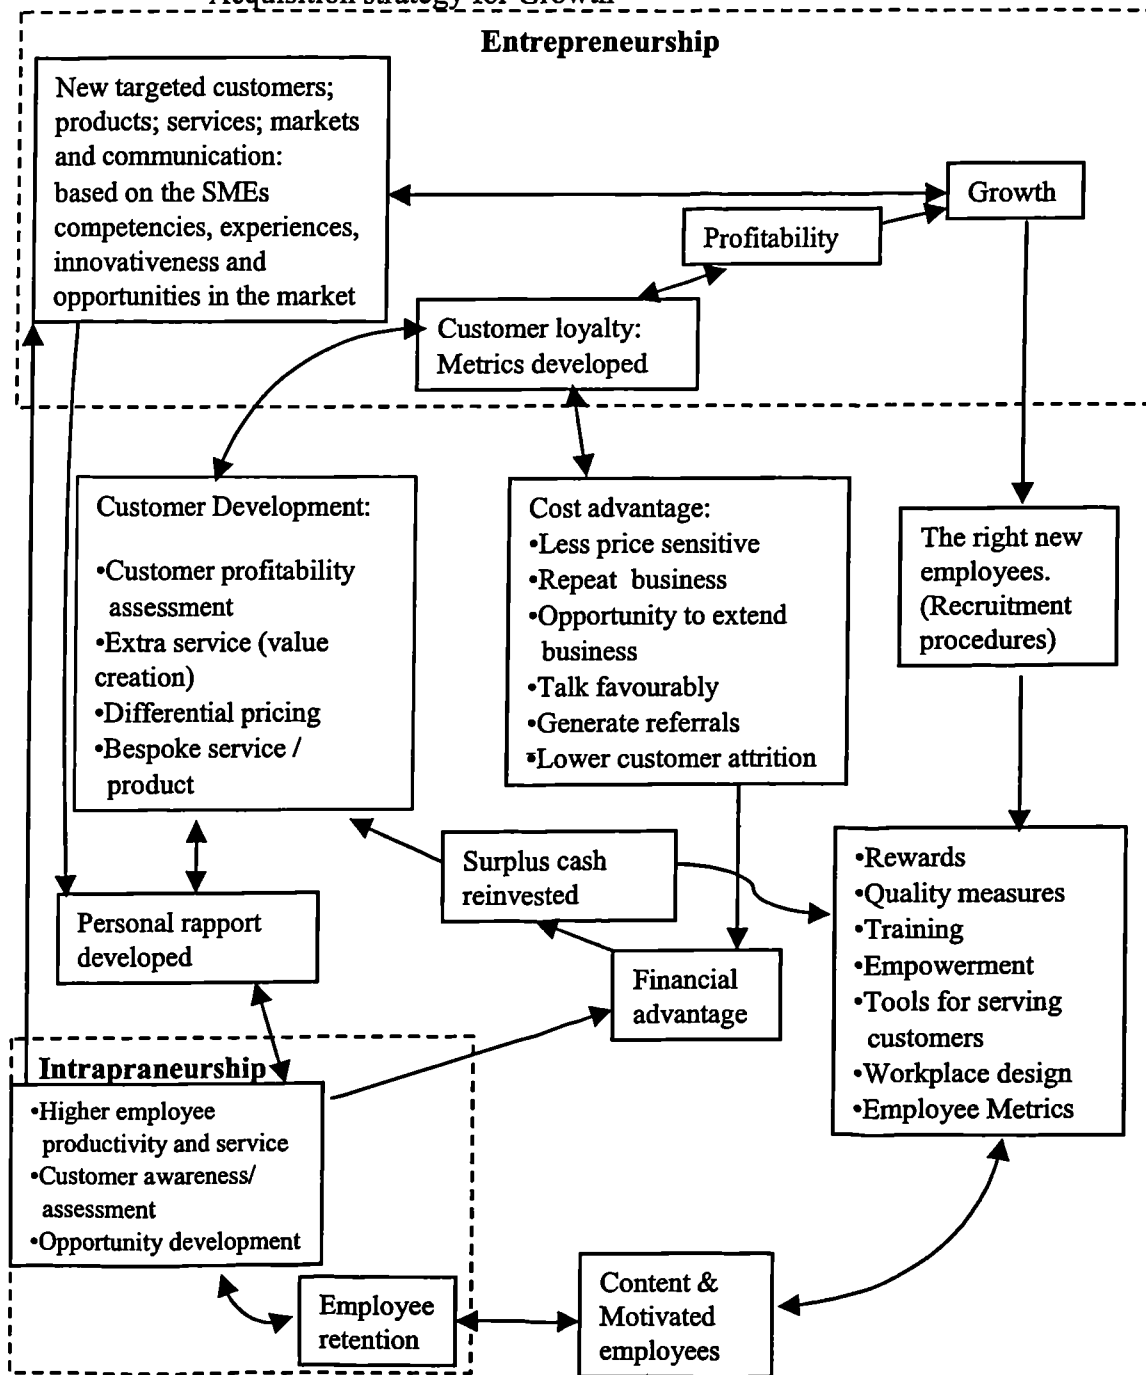 Acquisition strategy for Growth
Entrepreneurship
New targeted customers;
products; services; markets
and communication:
based on the SMEs
competencies, experiences,
innovativeness and
opportunities in the market
Growth
Profitability
Customer loyalty:
Metrics developed
Customer Development:
•Customer profitability
assessment
•Extra service (value
creation)
•Differential pricing
•Bespoke service /
product
Cost advantage:
•Less price sensitive
•Repeat business
•Opportunity to extend
business
•Talk favourably
•Generate referrals
•Lower customer attrition
The right new
employees.
(Recruitment
procedures)
Surplus cash
reinvested
•Rewards
•Quality measures
•Training
•Empowerment
•Tools for serving
customers
•Workplace design
•Employee Metrics
Personal rapport
developed
Financial
advantage
Intrapraneurship
•Higher employee
productivity and service
•Customer awareness/
assessment
•Opportunity development
Employee
retention
Content &
Motivated
employees